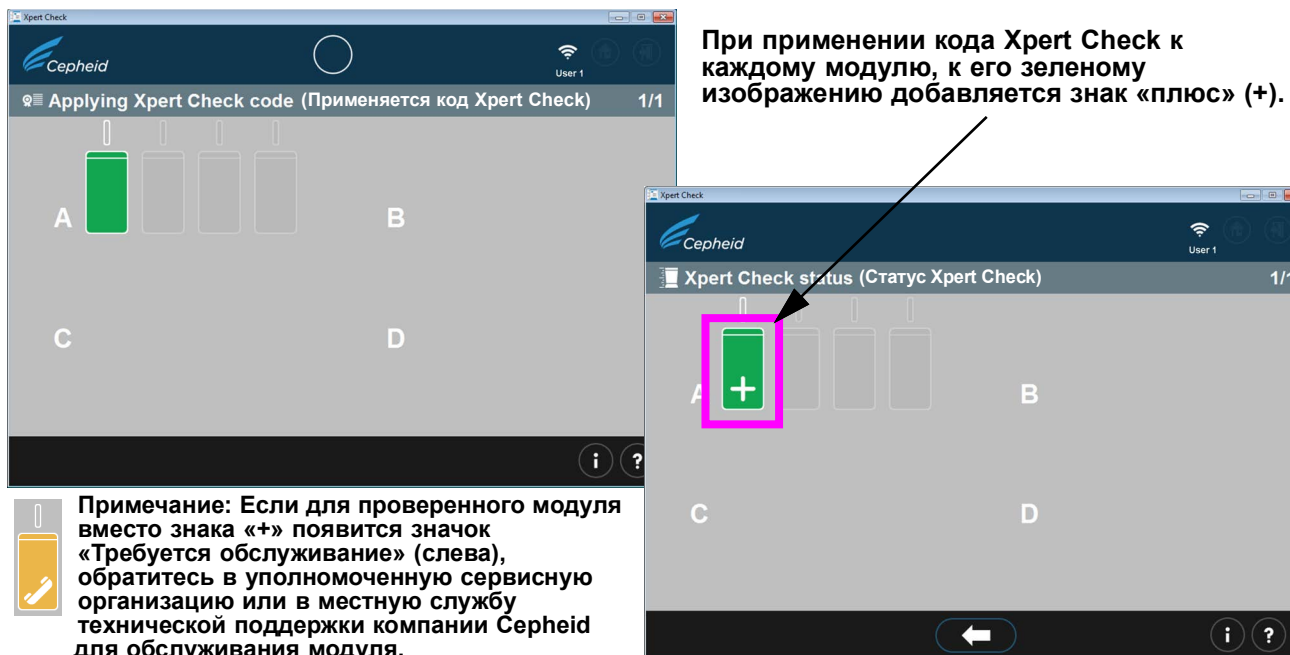 Xpert Check
Cepheid
User 1
Applying Xpert Check code (Применяется код Xpert Check) 1/1
A
B
C
D
i ?
При применении кода Xpert Check к
каждому модулю, к его зеленому
изображению добавляется знак «плюс» (+).
Xpert Check
Cepheid
User 1
Xpert Check status (Статус Xpert Check) 1/1
A
+
B
C
D
i ?
Примечание: Если для проверенного модуля
вместо знака «+» появится значок
«Требуется обслуживание» (слева),
обратитесь в уполномоченную сервисную
организацию или в местную службу
технической поддержки компании Cepheid
для обслуживания модуля.